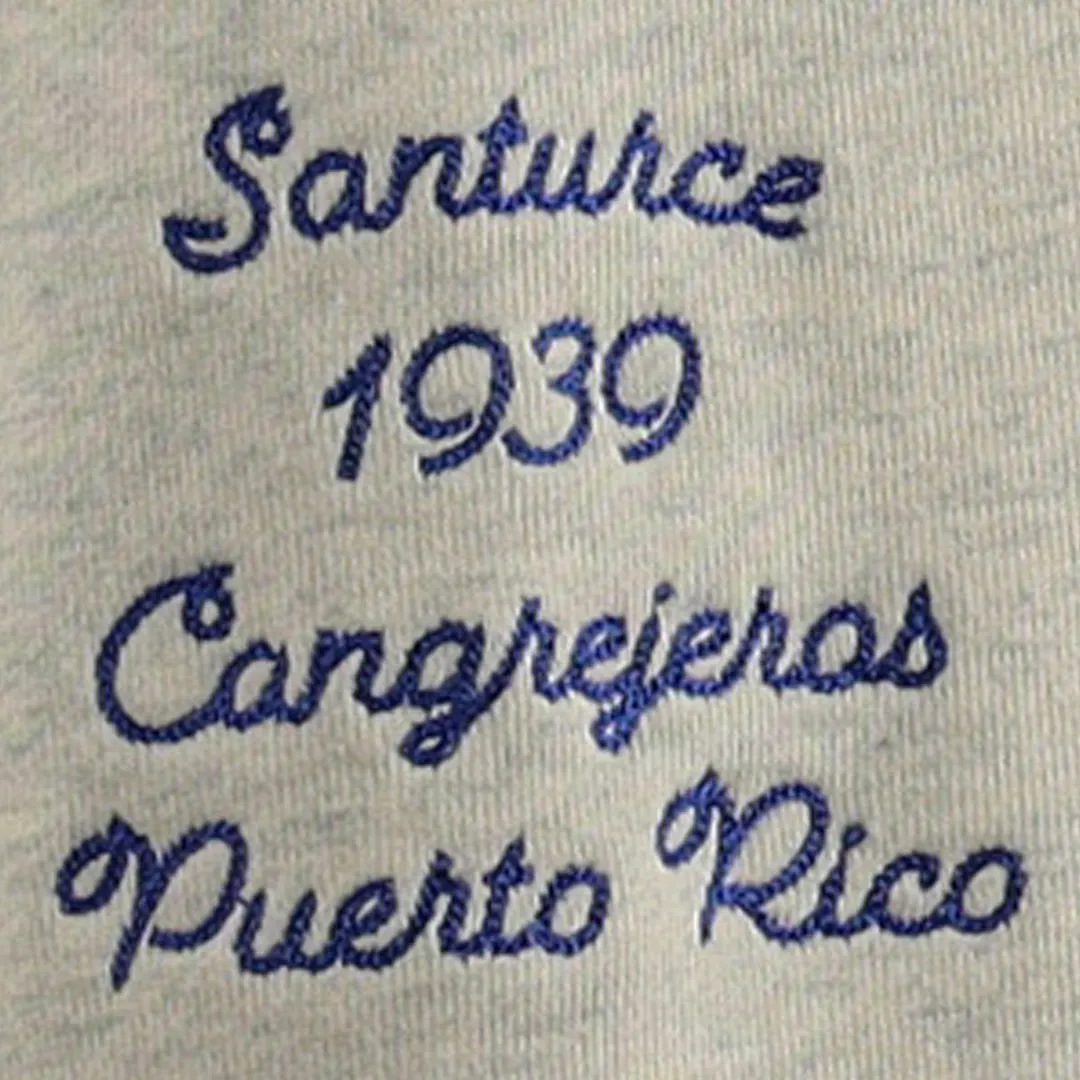 Santurce
1939
Cangrejeros
Puerto Rico